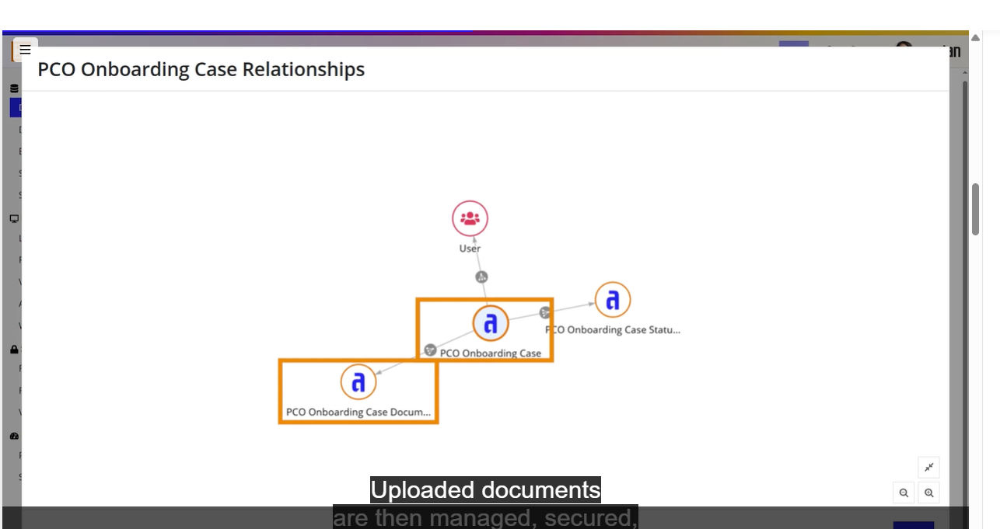 PCO Onboarding Case Relationships
User
PCO Onboarding Case Statu...
PCO Onboarding Case
PCO Onboarding Case Docum...
Uploaded documents
are then managed, secured,